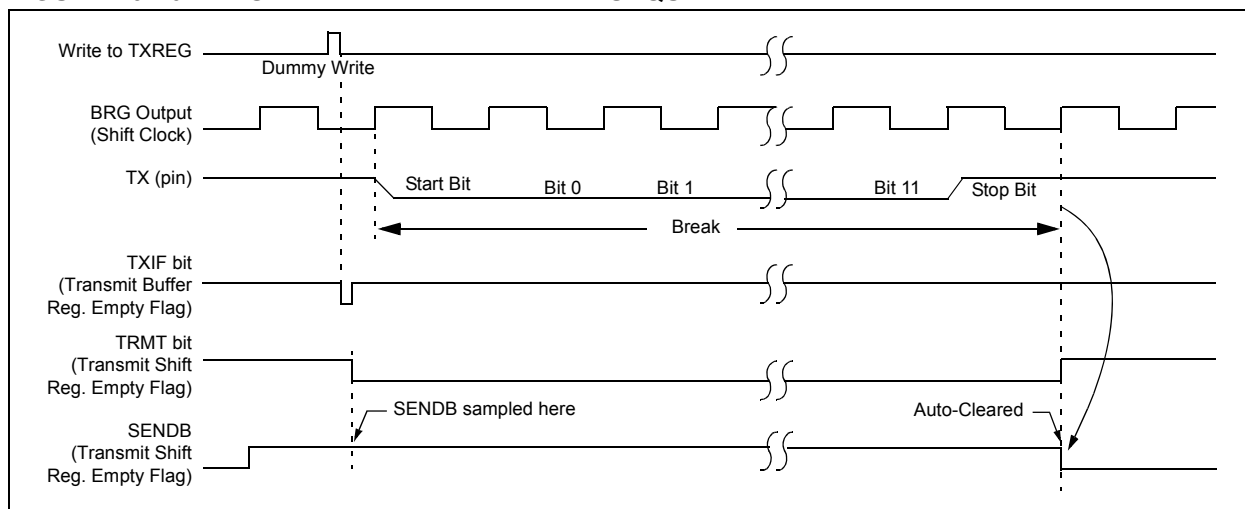 Write to TXREG
Dummy Write
BRG Output
(Shift Clock)
TX (pin)
Start Bit
Bit 0
Bit 1
Bit 11
Stop Bit
Break
TXIF bit
(Transmit Buffer
Reg. Empty Flag)
TRMT bit
(Transmit Shift
Reg. Empty Flag)
SENDB sampled here
Auto-Cleared
SENDB
(Transmit Shift
Reg. Empty Flag)